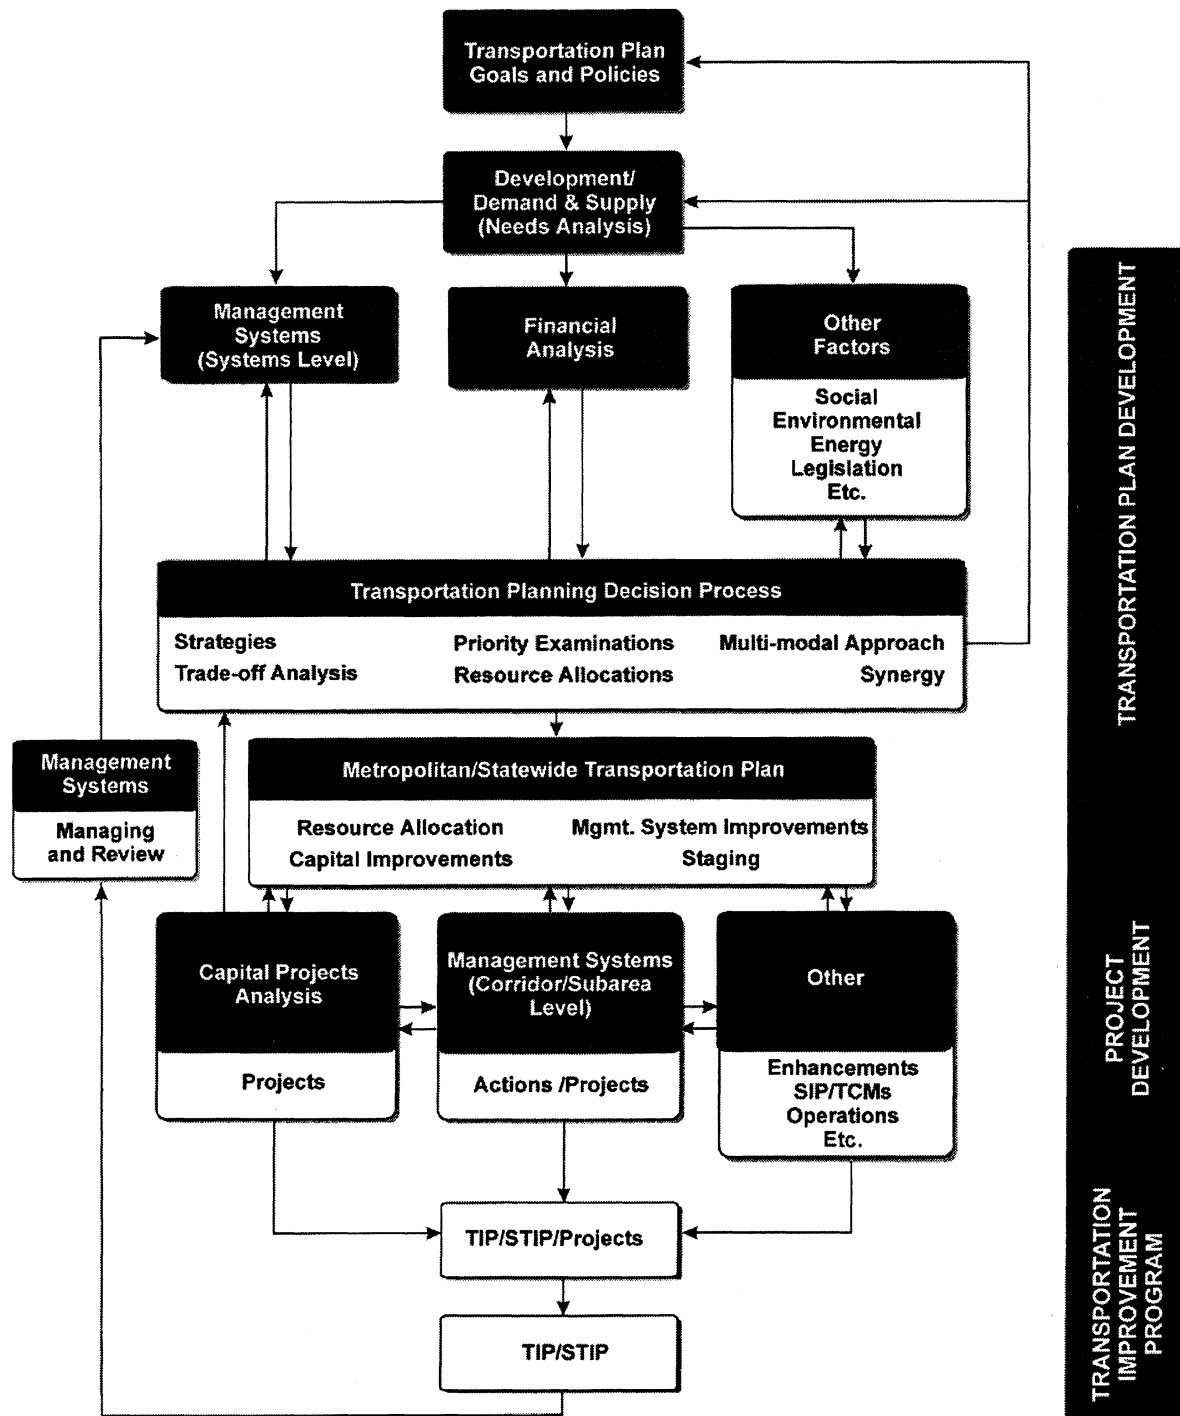 Transportation Plan
Goals and Policies
Development/
Demand & Supply
(Needs Analysis)
Management
Systems
(Systems Level)
Financial
Analysis
Other
Factors
Social
Environmental
Energy
Legislation
Etc.
Transportation Planning Decision Process
Strategies
Priority Examinations
Multi-modal Approach
Trade-off Analysis
Resource Allocations
Synergy
Management
Systems
Managing
and Review
Metropolitan/Statewide Transportation Plan
Resource Allocation
Mgmt. System Improvements
Capital Improvements
Staging
Capital Projects
Analysis
Projects
Management Systems
(Corridor/Subarea
Level)
Actions /Projects
Other
Enhancements
SIP/TCMs
Operations
Etc.
TIP/STIP/Projects
TIP/STIP
TRANSPORTATION PLAN DEVELOPMENT
PROJECT
DEVELOPMENT
TRANSPORTATION
IMPROVEMENT
PROGRAM